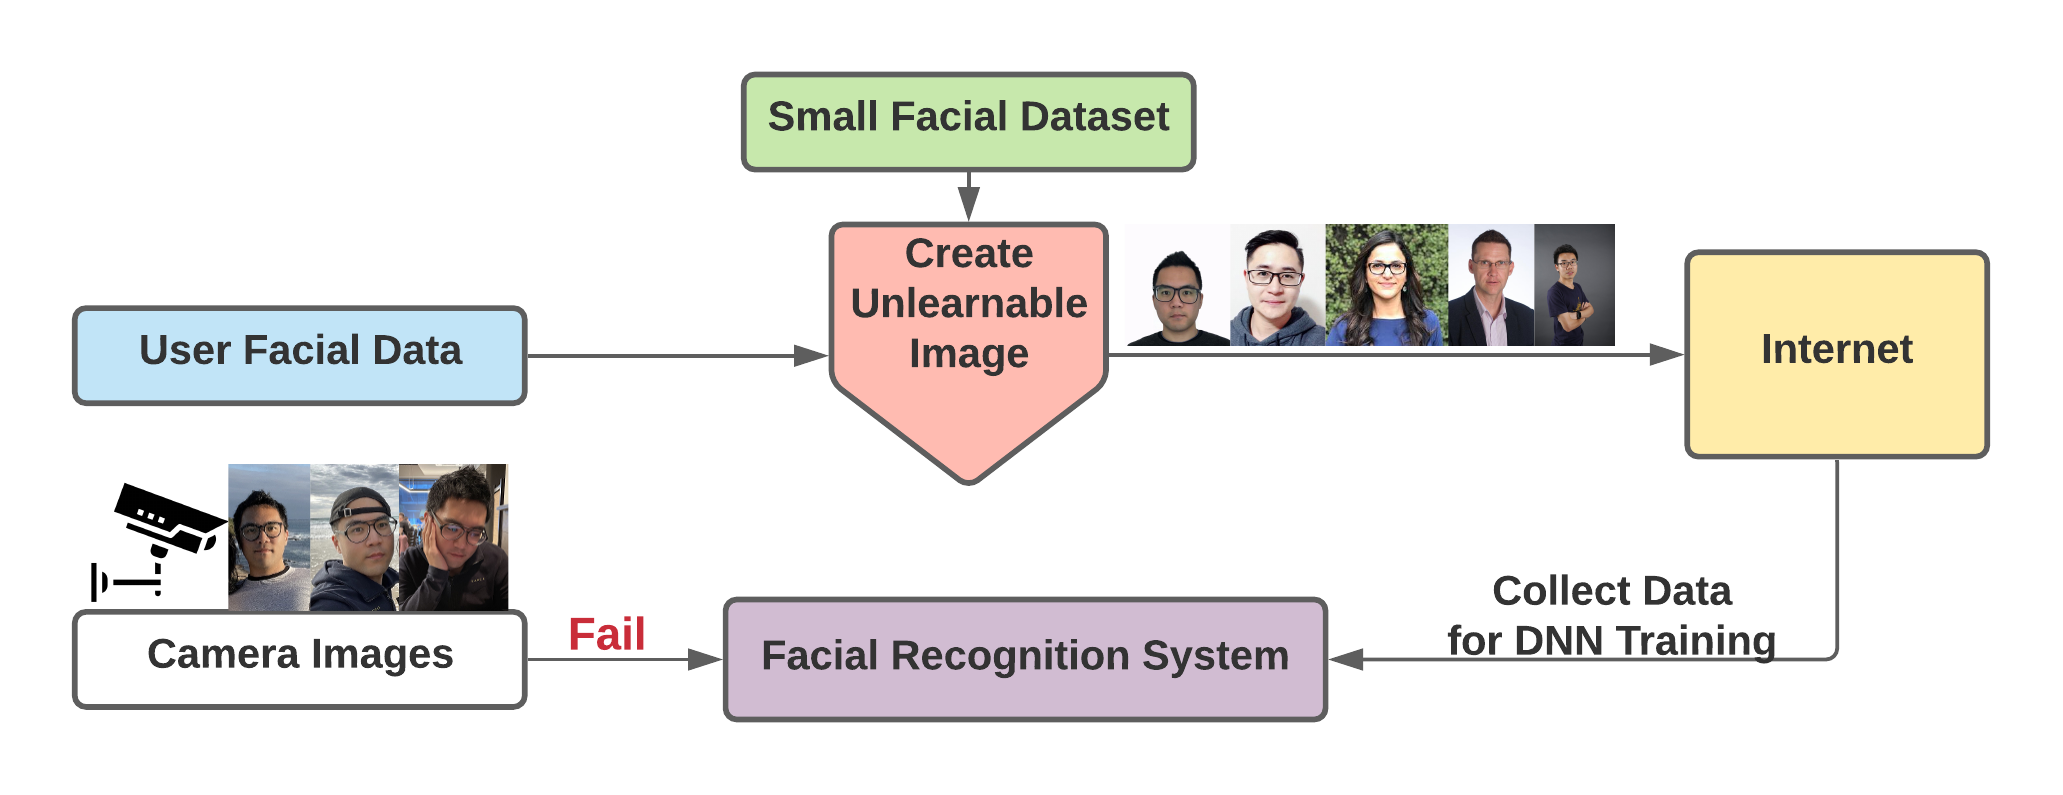 Small Facial Dataset
Create
Unlearnable
Image
User Facial Data
Internet
Camera Images
Fail
Facial Recognition System
Collect Data
for DNN Training